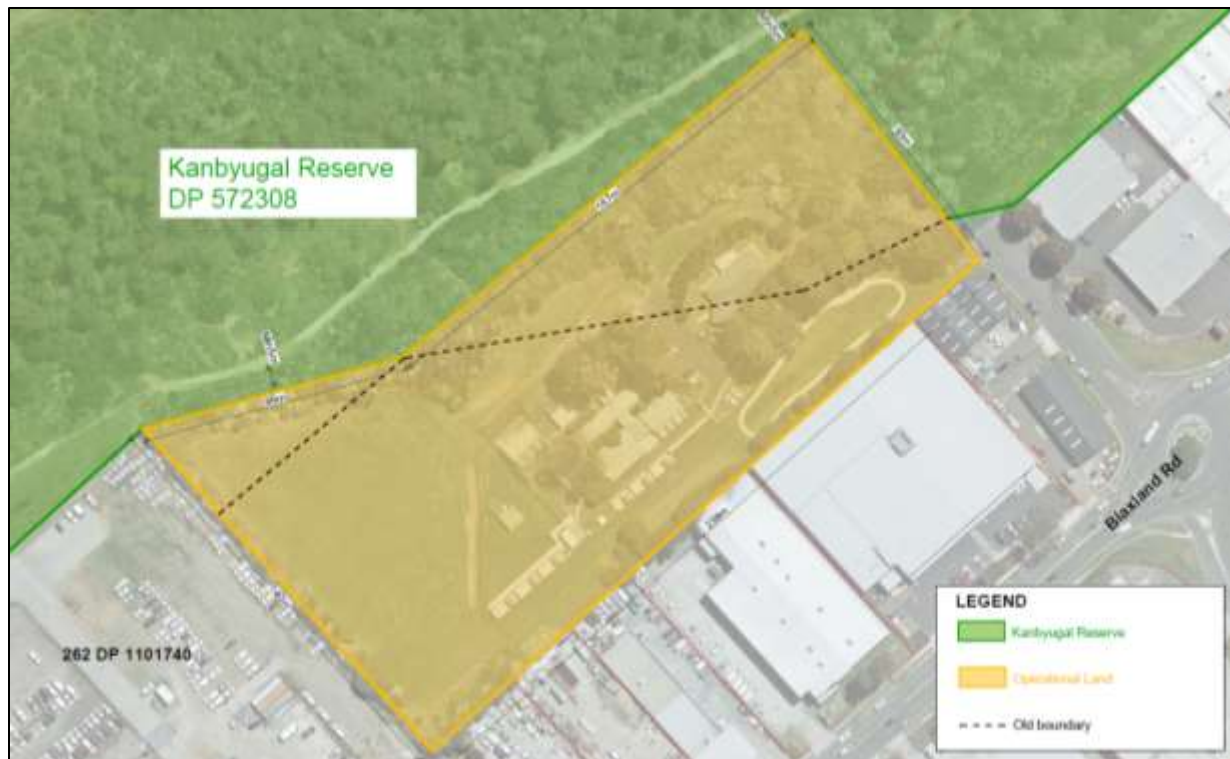 Kanbyugal Reserve
DP 572308
262 DP 1101740
Blaxland Rd
LEGEND
Kanbyugal Reserve
Operational Land
Old boundary